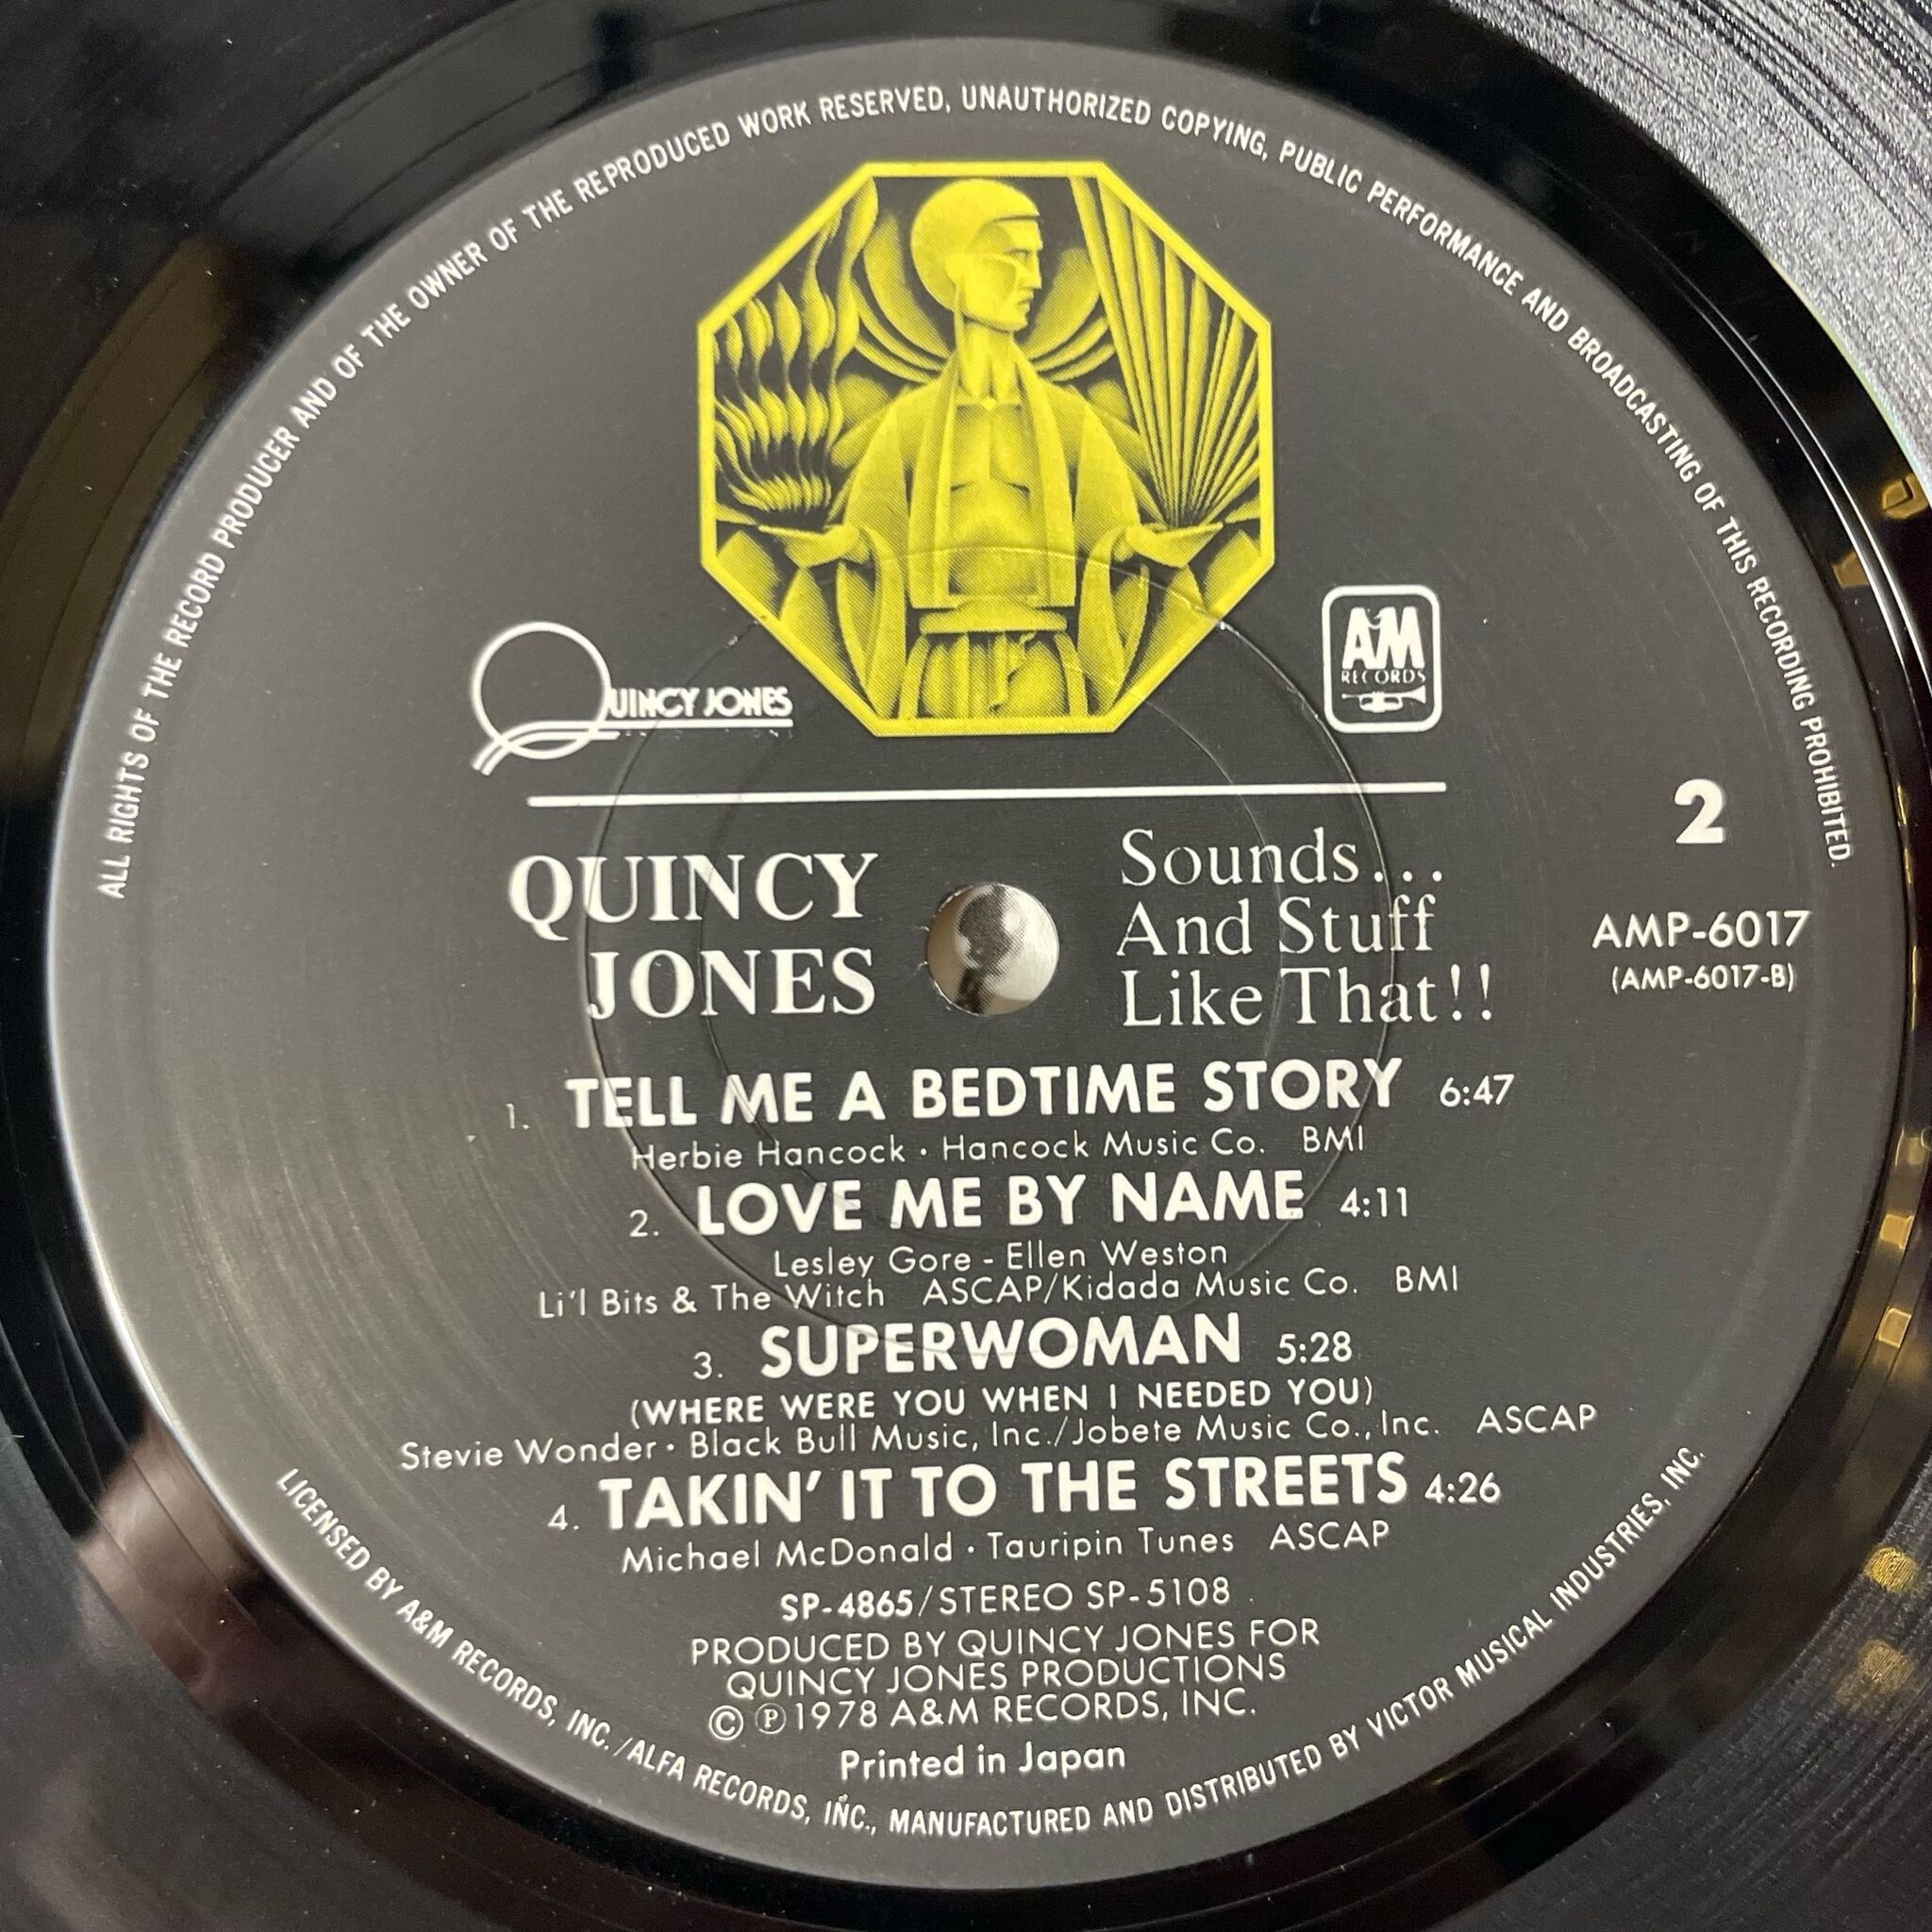 ALL RIGHTS OF THE RECORD PRODUCER AND OF THE OWNER OF THE REPRODUCED WORK RESERVED, UNAUTHORIZED COPYING, PUBLIC PERFORMANCE AND BROADCASTING OF THIS RECORDING PROHIBITED.
QUINCY JONES
A&M
RECORDS
QUINCY
JONES
Sounds...
And Stuff
Like That!!
2
AMP-6017
(AMP-6017-B)
1. TELL ME A BEDTIME STORY 6:47
Herbie Hancock · Hancock Music Co. BMI
2. LOVE ME BY NAME 4:11
Lesley Gore - Ellen Weston
Li'l Bits & The Witch ASCAP/Kidada Music Co. BMI
3. SUPERWOMAN 5:28
(WHERE WERE YOU WHEN I NEEDED YOU)
Stevie Wonder · Black Bull Music, Inc./Jobete Music Co., Inc. ASCAP
4. TAKIN' IT TO THE STREETS 4:26
Michael McDonald · Tauripin Tunes ASCAP
SP-4865/STEREO SP-5108
PRODUCED BY QUINCY JONES FOR
QUINCY JONES PRODUCTIONS
© ℗ 1978 A&M RECORDS, INC.
Printed in Japan
LICENSED BY A&M RECORDS, INC./ALFA RECORDS, INC., MANUFACTURED AND DISTRIBUTED BY VICTOR MUSICAL INDUSTRIES, INC.